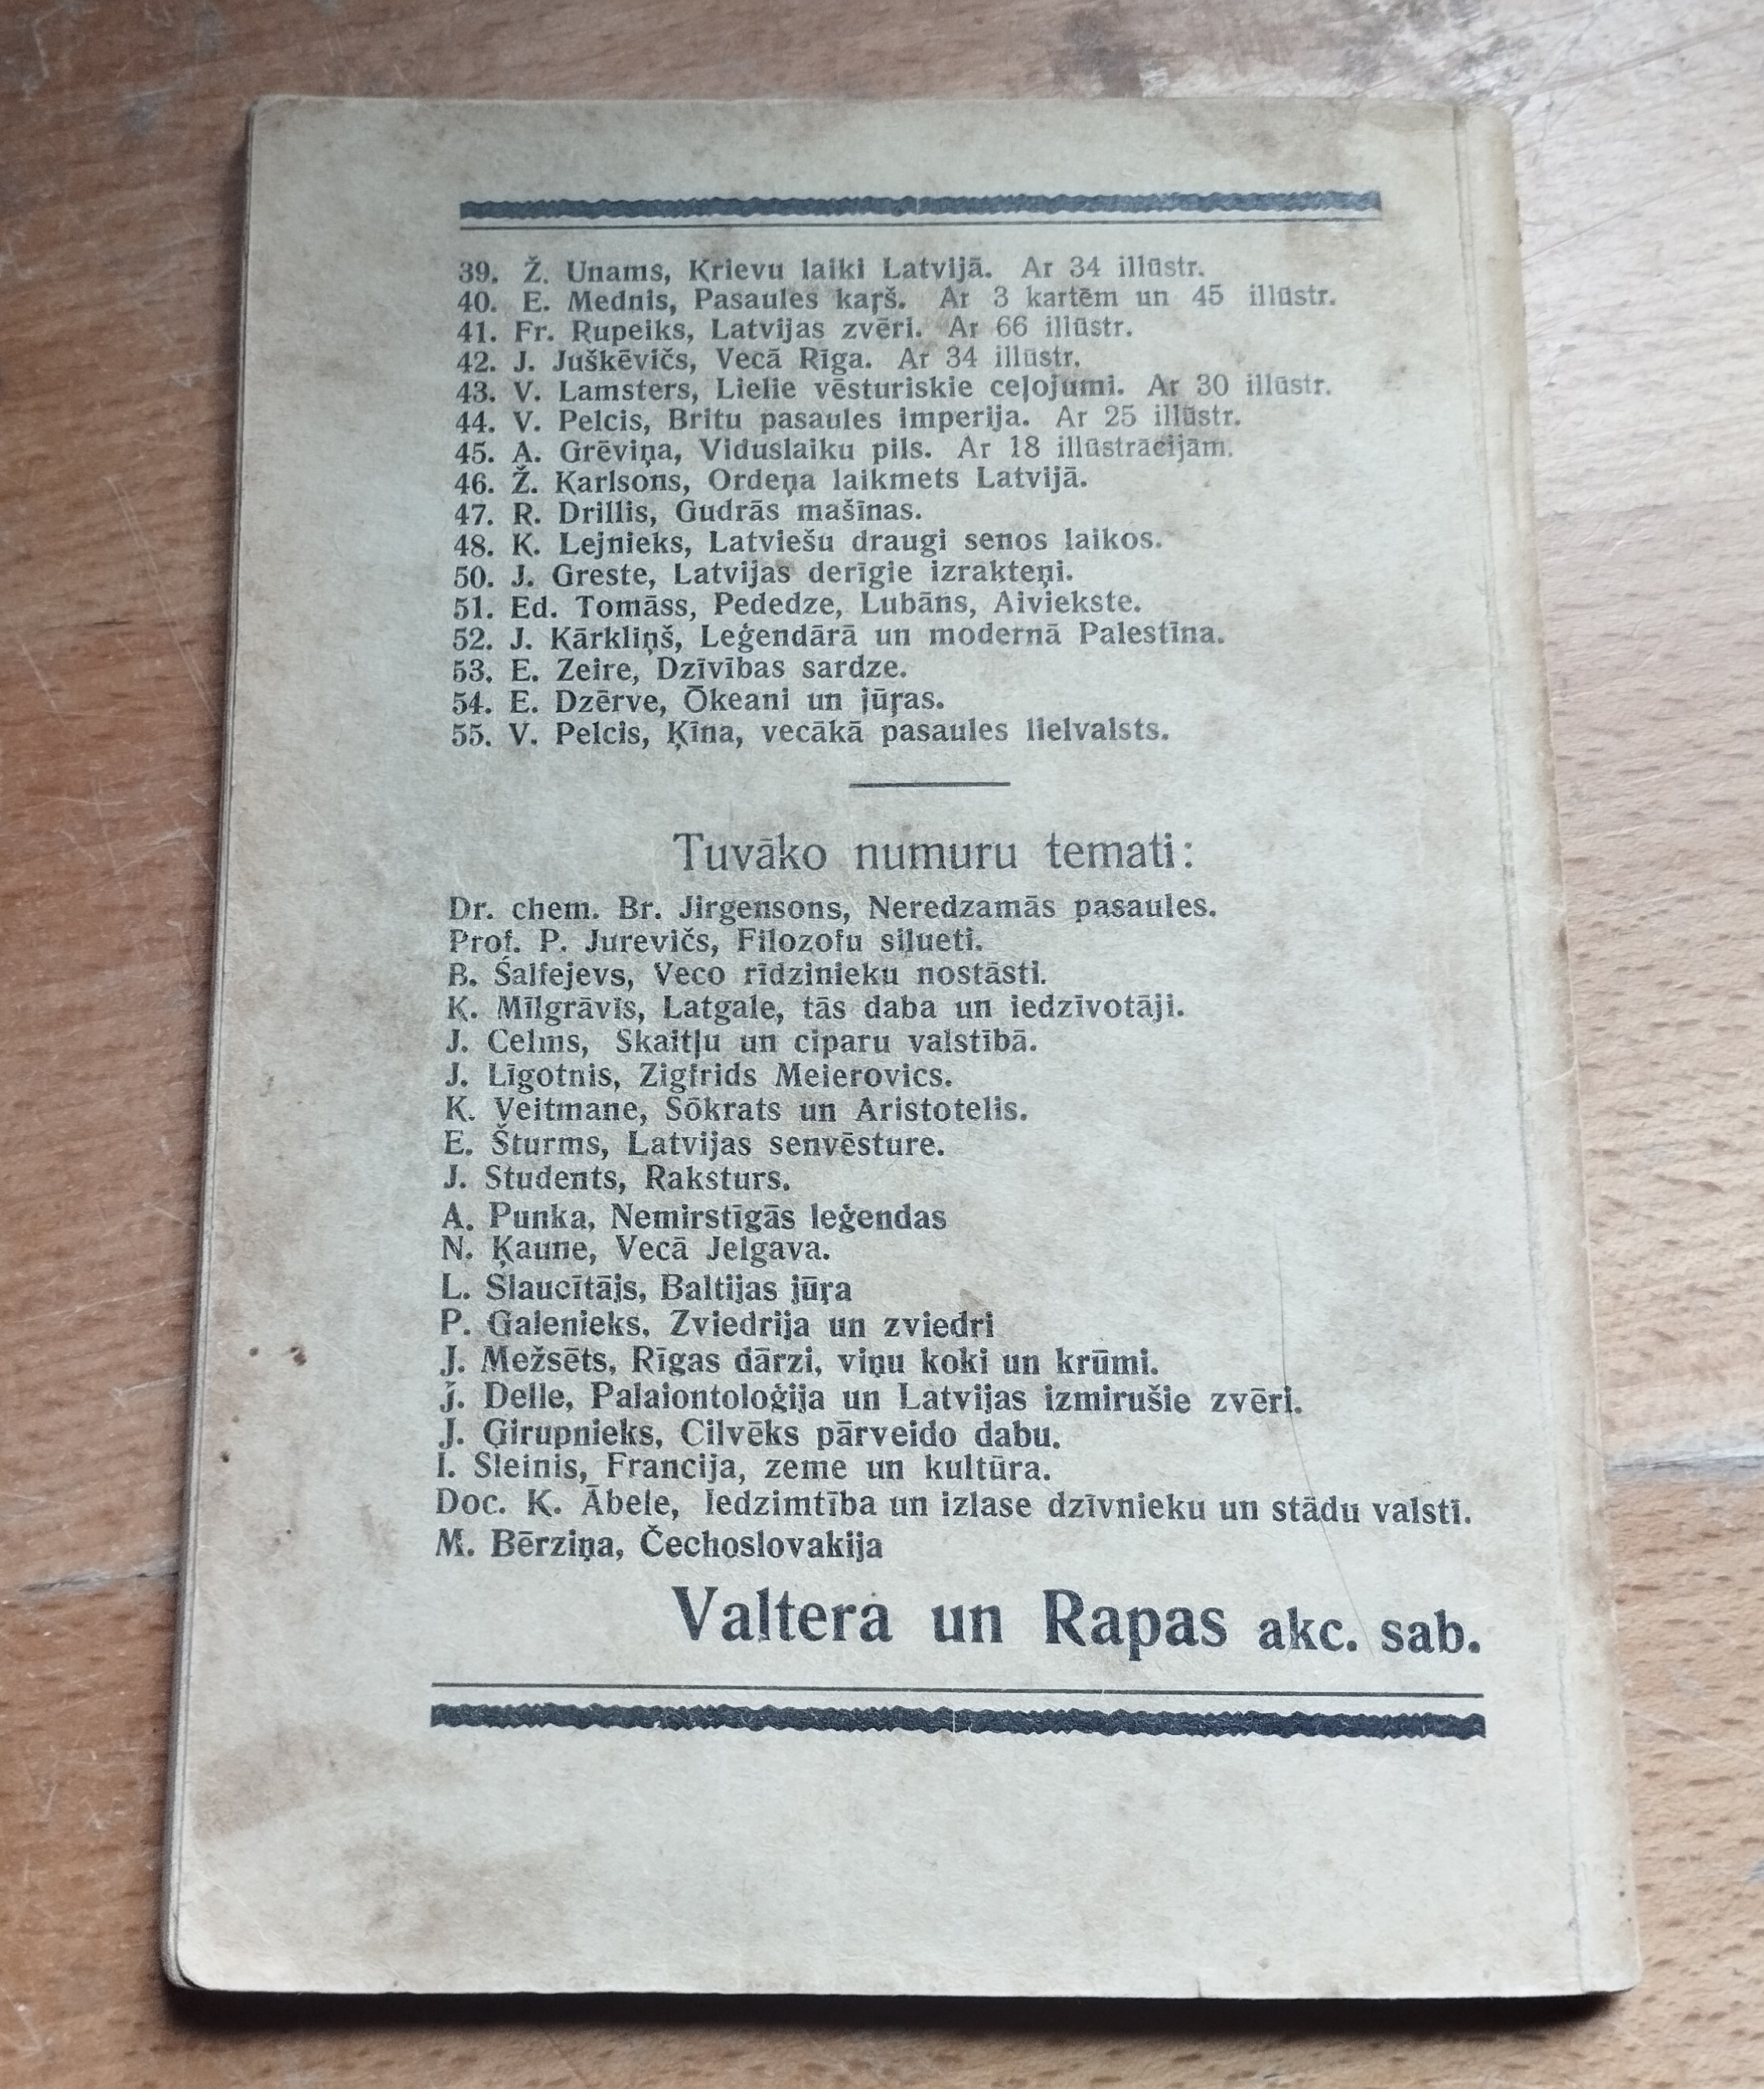 39. Ž. Unams, Krievu laiki Latvijā. Ar 34 illūstr.
40. E. Mednis, Pasaules kaŗš. Ar 3 kartēm un 45 illūstr.
41. Fr. Rupeiks, Latvijas zvēri. Ar 66 illūstr.
42. J. Juškēvičs, Vecā Rīga. Ar 34 illūstr.
43. V. Lamsters, Lielie vēsturiskie ceļojumi. Ar 30 illūstr.
44. V. Pelcis, Britu pasaules imperija. Ar 25 illūstr.
45. A. Grēviņa, Viduslaiku pils. Ar 18 illūstrācijām.
46. Ž. Karlsons, Ordeņa laikmets Latvijā.
47. R. Drillis, Gudrās mašīnas.
48. K. Lejnieks, Latviešu draugi senos laikos.
50. J. Greste, Latvijas derīgie izrakteņi.
51. Ed. Tomāss, Pededze, Lubāns, Aiviekste.
52. J. Kārkliņš, Leģendārā un modernā Palestīna.
53. E. Zeire, Dzīvības sardze.
54. E. Dzērve, Ōkeani un jūŗas.
55. V. Pelcis, Ķīna, vecākā pasaules lielvalsts.
Tuvāko numuru temati:
Dr. chem. Br. Jirgensons, Neredzamās pasaules.
Prof. P. Jurevičs, Filozofu siļueti.
B. Śalfejevs, Veco rīdzinieku nostāsti.
K. Mīlgrāvis, Latgale, tās daba un iedzīvotāji.
J. Celms, Skaitļu un ciparu valstībā.
J. Līgotnis, Zigfrids Meierovics.
K. Veitmane, Sōkrats un Aristotelis.
E. Šturms, Latvijas senvēsture.
J. Students, Raksturs.
A. Punka, Nemirstīgās leģendas
N. Ķaune, Vecā Jelgava.
L. Slaucītājs, Baltijas jūŗa
P. Galenieks, Zviedrija un zviedri
J. Mežsēts, Rīgas dārzi, viņu koki un krūmi.
J. Delle, Palaiontoloģija un Latvijas izmirušie zvēri.
J. Ģirupnieks, Cilvēks pārveido dabu.
I. Sleinis, Francija, zeme un kultūra.
Doc. K. Ābele, Iedzimtība un izlase dzīvnieku un stādu valstī.
M. Bērziņa, Čechoslovakija
Valtera un Rapas akc. sab.